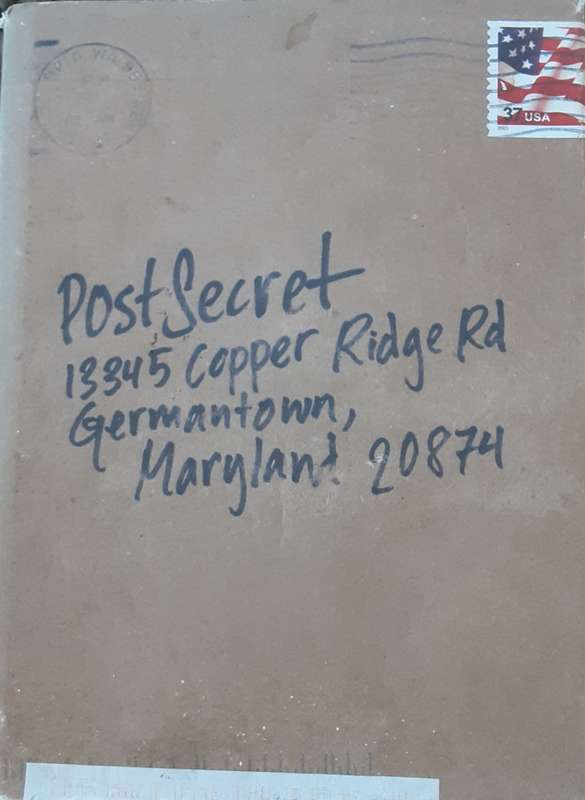 37 USA
PostSecret
13345 Copper Ridge Rd
Germantown,
Maryland 20874